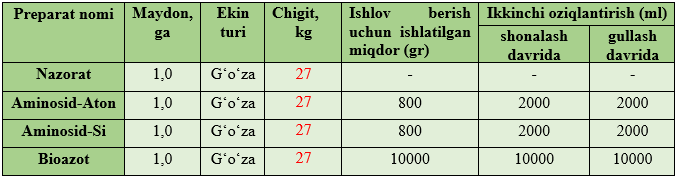 Preparat nomi Maydon, ga Ekin turi Chigit, kg Ishlov berish uchun ishlatilgan miqdor (gr) Ikkinchi oziqlantirish (ml)
shonalash davrida gullash davrida
Nazorat 1,0 G‘o‘za 27 - - -
Aminosid-Aton 1,0 G‘o‘za 27 800 2000 2000
Aminosid-Si 1,0 G‘o‘za 27 800 2000 2000
Bioazot 1,0 G‘o‘za 27 10000 10000 10000